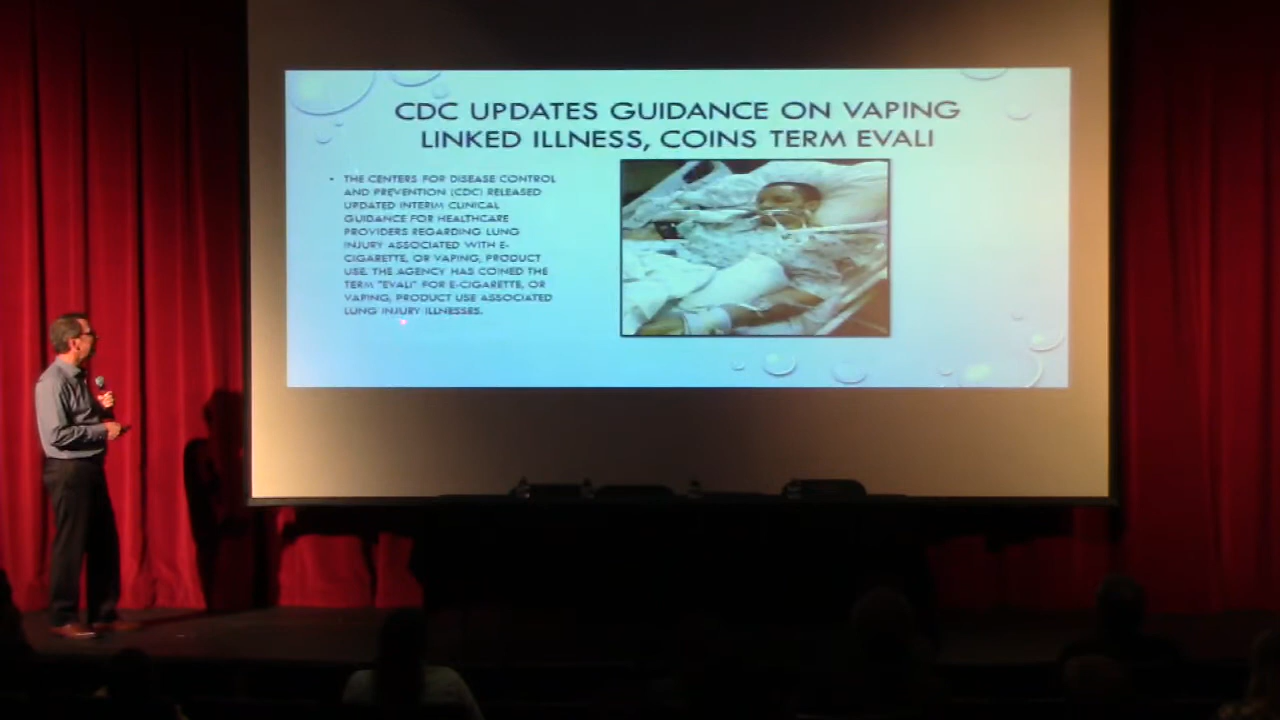 CDC UPDATES GUIDANCE ON VAPING
LINKED ILLNESS, COINS TERM EVALI
• THE CENTERS FOR DISEASE CONTROL
AND PREVENTION (CDC) RELEASED
UPDATED INTERIM CLINICAL
GUIDANCE FOR HEALTHCARE
PROVIDERS REGARDING LUNG
INJURY ASSOCIATED WITH E-
CIGARETTE, OR VAPING, PRODUCT
USE. THE AGENCY HAS COINED THE
TERM "EVALI" FOR E-CIGARETTE, OR
VAPING, PRODUCT USE ASSOCIATED
LUNG INJURY ILLNESSES.